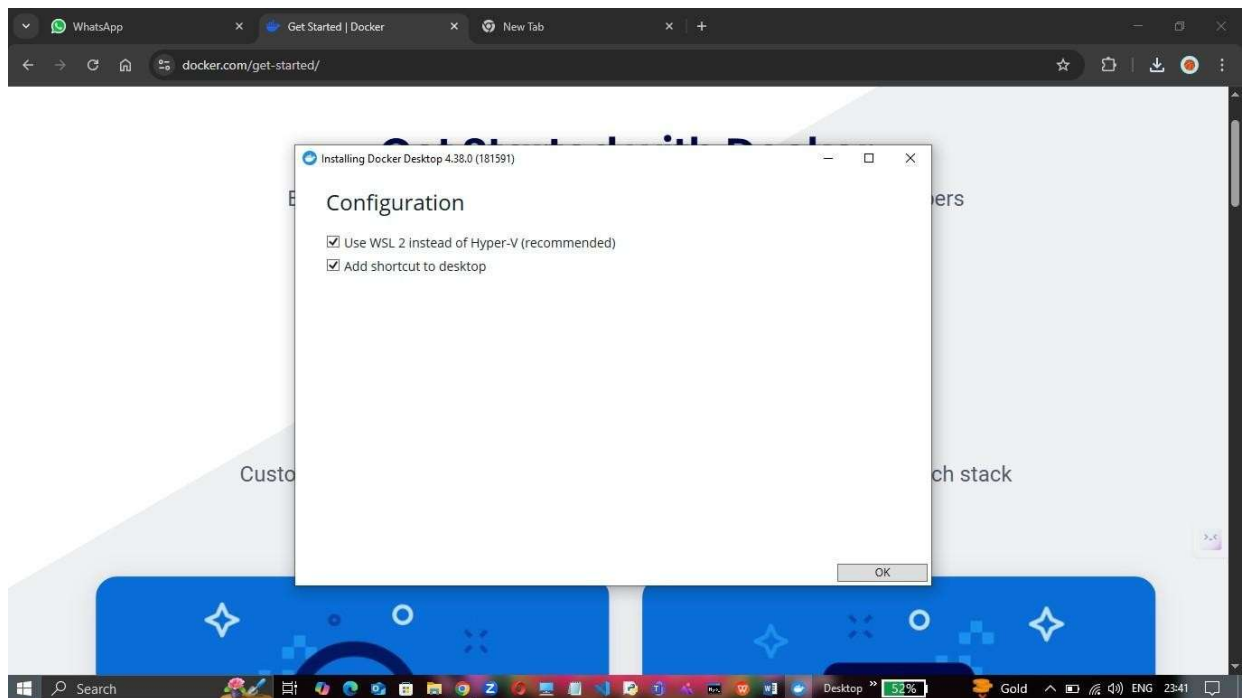 WhatsApp
Get Started | Docker
New Tab
docker.com/get-started/
Installing Docker Desktop 4.38.0 (181591)
Configuration
Use WSL 2 instead of Hyper-V (recommended)
Add shortcut to desktop
ch stack
Custo
OK
Search
Desktop
52%
Gold
ENG
23:41